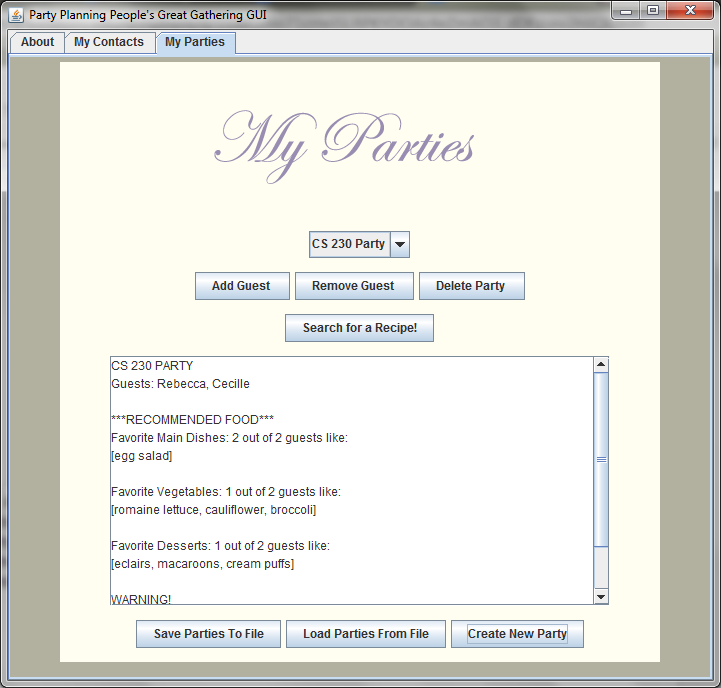 Party Planning People's Great Gathering GUI
About My Contacts My Parties
My Parties
CS 230 Party
Add Guest Remove Guest Delete Party
Search for a Recipe!
CS 230 PARTY
Guests: Rebecca, Cecille
***RECOMMENDED FOOD***
Favorite Main Dishes: 2 out of 2 guests like:
[egg salad]
Favorite Vegetables: 1 out of 2 guests like:
[romaine lettuce, cauliflower, broccoli]
Favorite Desserts: 1 out of 2 guests like:
[eclairs, macaroons, cream puffs]
WARNING!
Save Parties To File Load Parties From File Create New Party